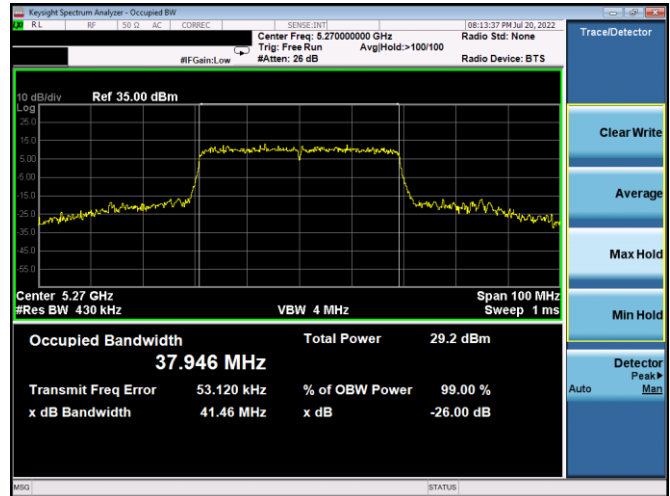 Keysight Spectrum Analyzer - Occupied BW
RL RF 50 Ω AC CORREC SENSE:INT 08:13:37 PM Jul 20, 2022
Center Freq: 5.270000000 GHz Radio Std: None
Trig: Free Run Avg|Hold:>100/100
#IFGain:Low #Atten: 26 dB Radio Device: BTS
Trace/Detector
10 dB/div Ref 35.00 dBm
Log
25.0
15.0
5.00
-5.00
-15.0
-25.0
-35.0
-45.0
-55.0
Center 5.27 GHz Span 100 MHz
#Res BW 430 kHz VBW 4 MHz Sweep 1 ms
Occupied Bandwidth Total Power 29.2 dBm
37.946 MHz
Transmit Freq Error 53.120 kHz % of OBW Power 99.00 %
x dB Bandwidth 41.46 MHz x dB -26.00 dB
Clear Write
Average
Max Hold
Min Hold
Detector
Peak▶
Auto Man
MSG STATUS